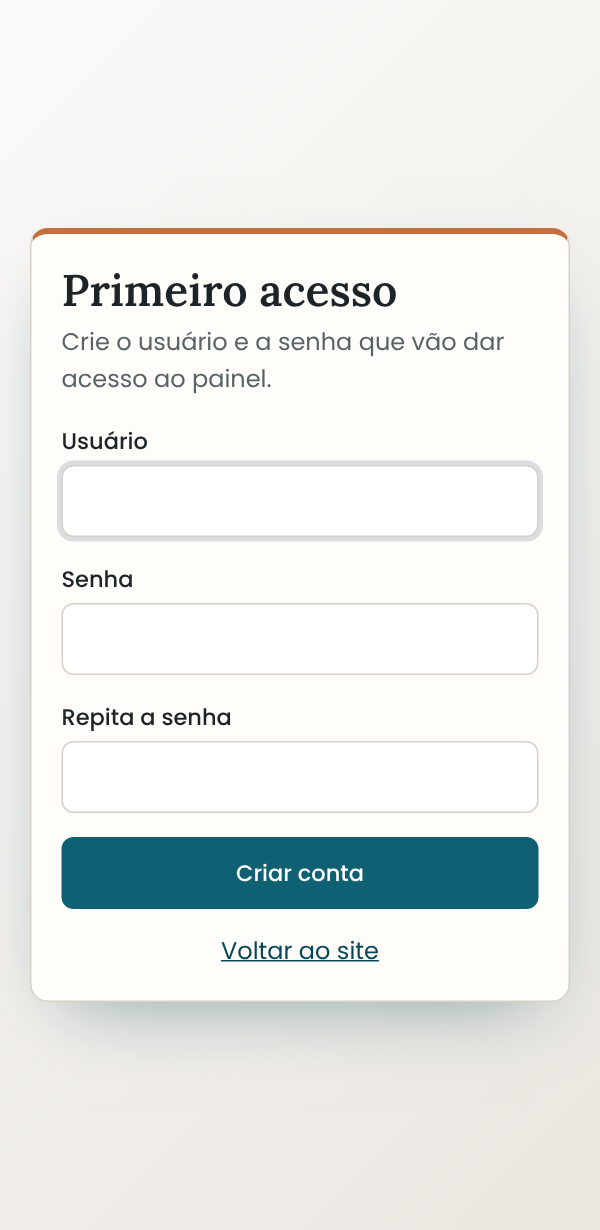 Primeiro acesso
Crie o usuário e a senha que vão dar
acesso ao painel.
Usuário
Senha
Repita a senha
Criar conta
Voltar ao site